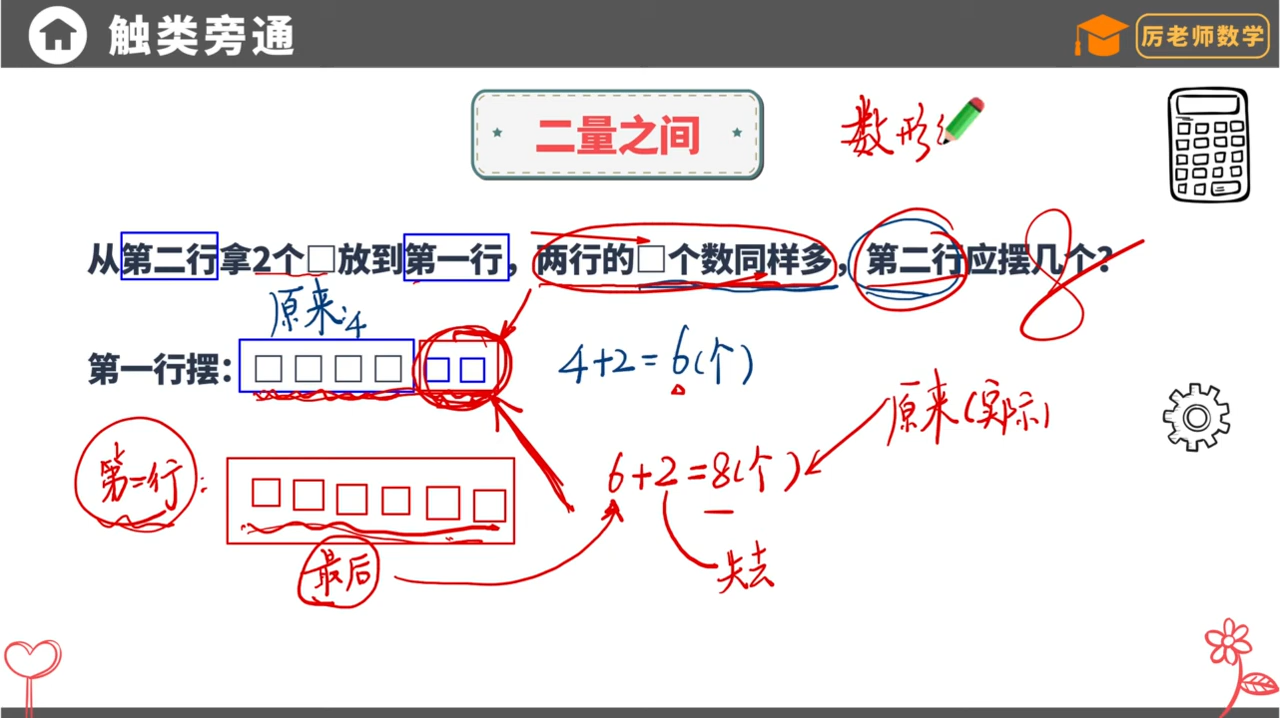 触类旁通
厉老师数学
二量之间
数形
从第二行拿2个□放到第一行，两行的□个数同样多，第二行应摆几个？
8
原来:4
第一行摆：□□□□□□
4+2=6(个)
原来(实际)
第二行: □□□□□□
6+2=8(个)
最后
失去